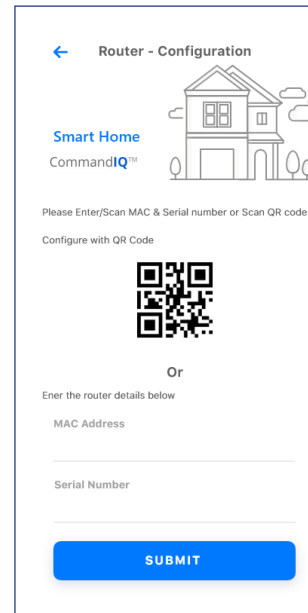 Router - Configuration
Smart Home
CommandIQ™
Please Enter/Scan MAC & Serial number or Scan QR code
Configure with QR Code
Or
Ener the router details below
MAC Address
Serial Number
SUBMIT